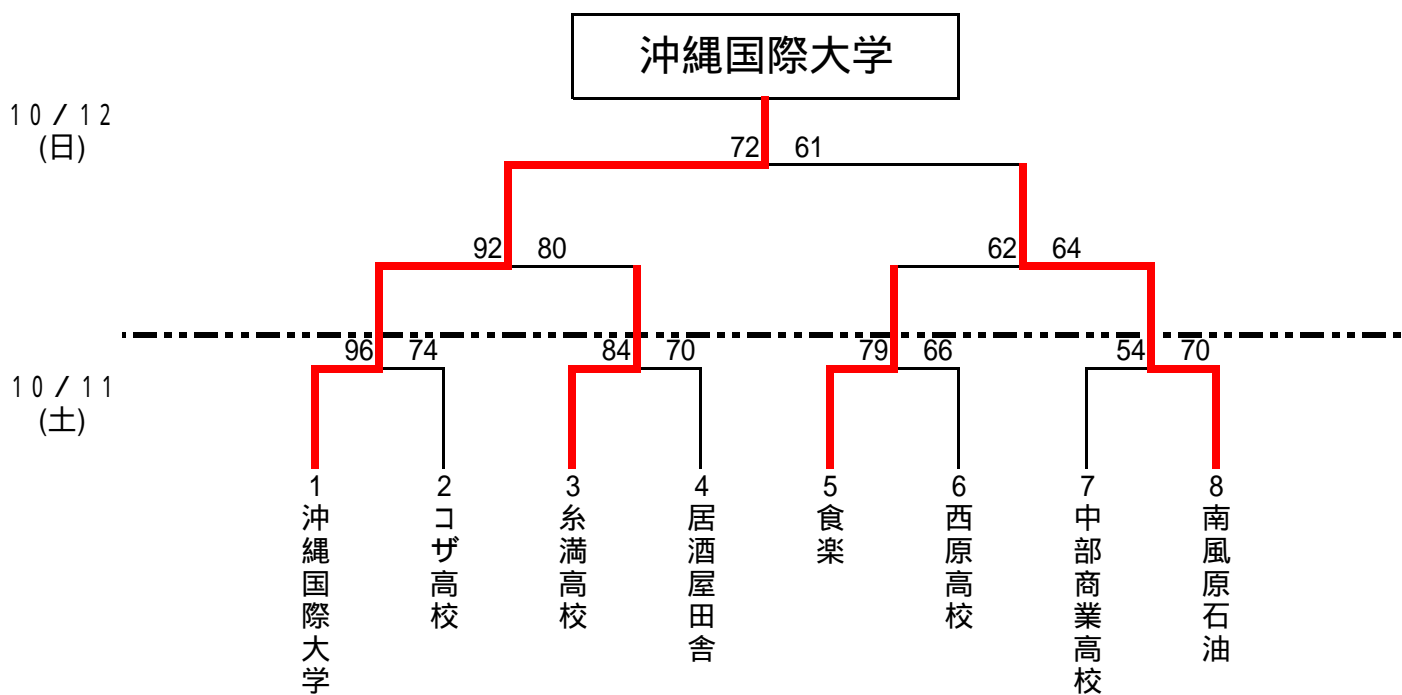 沖縄国際大学
10/12
(日)
72 61
92 80
62 64
96 74
84 70
79 66
54 70
10/11
(土)
1
沖縄国際大学
2
コザ高校
3
糸満高校
4
居酒屋田舎
5
食楽
6
西原高校
7
中部商業高校
8
南風原石油